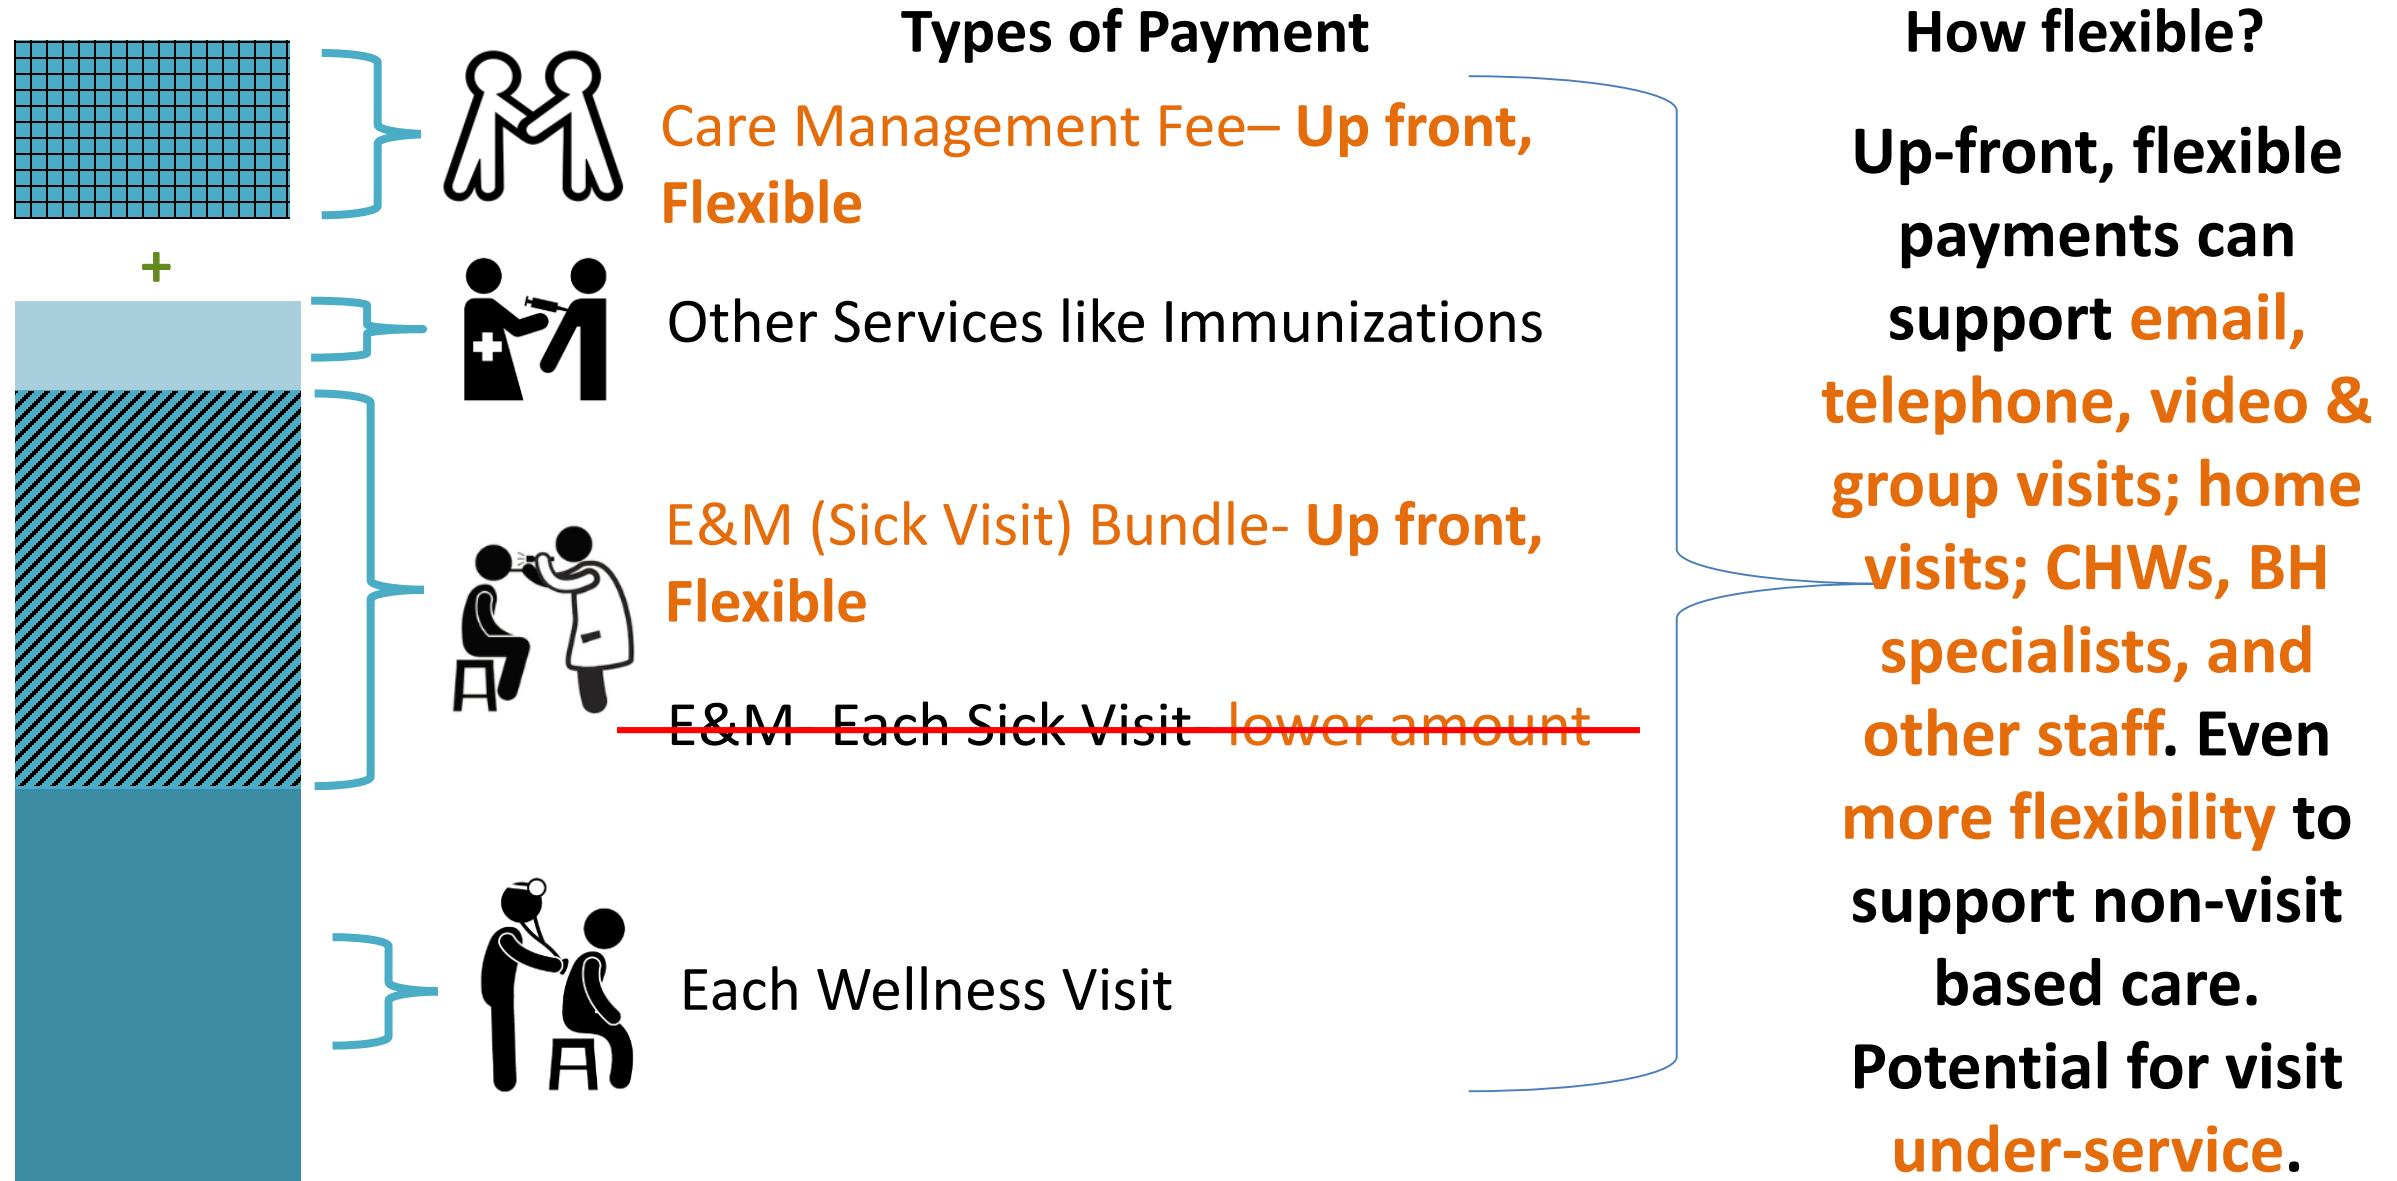 Types of Payment
Care Management Fee– Up front,
Flexible
+
Other Services like Immunizations
E&M (Sick Visit) Bundle- Up front,
Flexible
E&M Each Sick Visit lower amount
Each Wellness Visit
How flexible?
Up-front, flexible
payments can
support email,
telephone, video &
group visits; home
visits; CHWs, BH
specialists, and
other staff. Even
more flexibility to
support non-visit
based care.
Potential for visit
under-service.